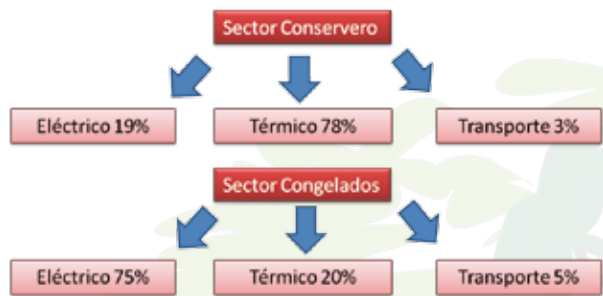 Sector Conservero
Eléctrico 19%
Térmico 78%
Transporte 3%
Sector Congelados
Eléctrico 75%
Térmico 20%
Transporte 5%